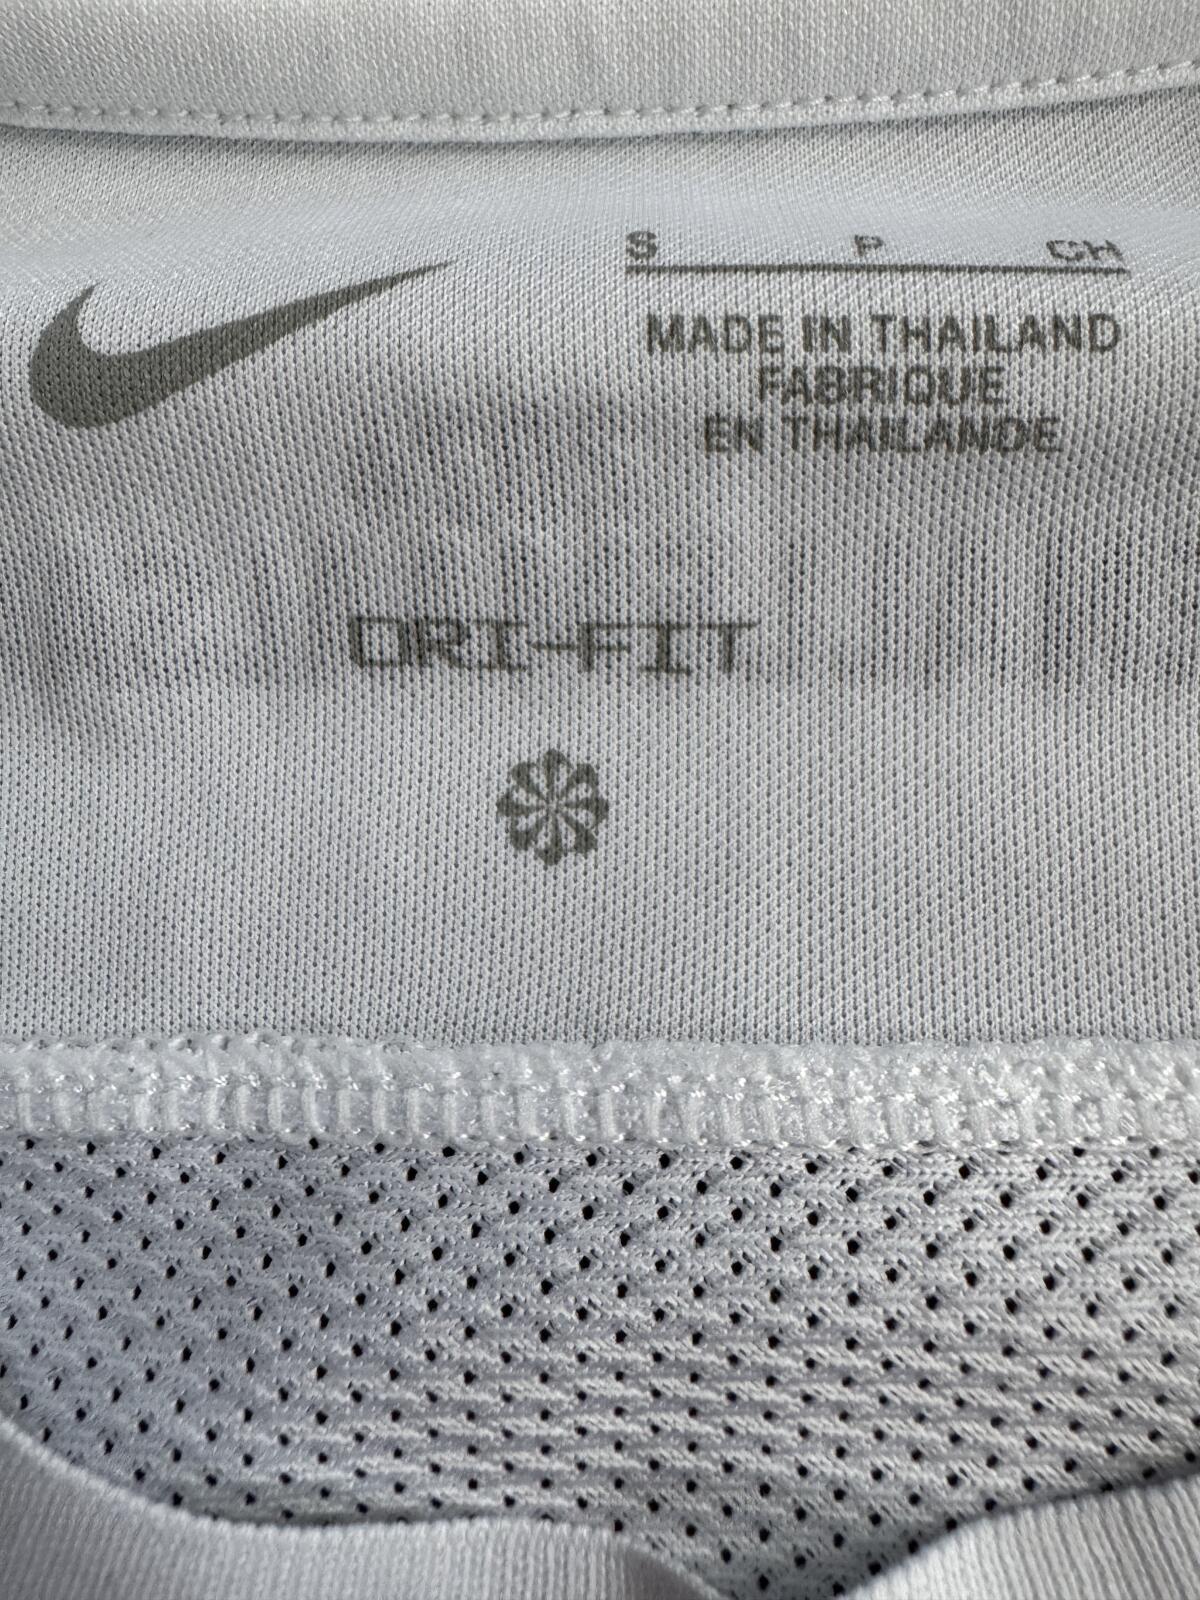 S P CH
MADE IN THAILAND
FABRIQUE
EN THAILANDE
DRI-FIT